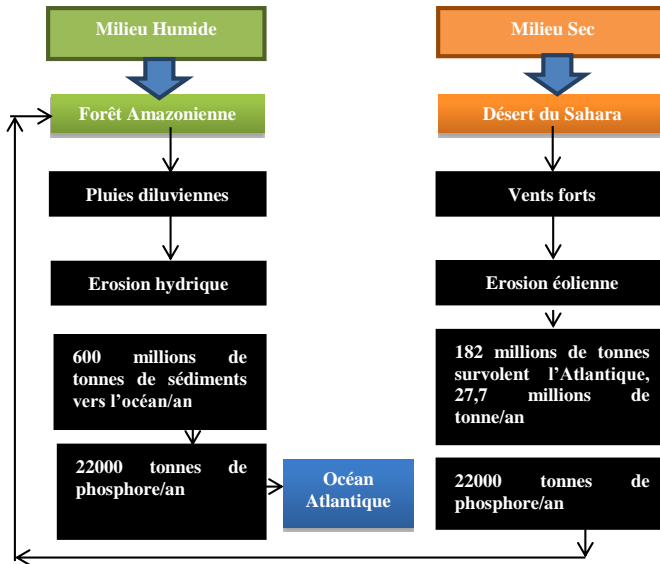 Milieu Humide
Forêt Amazonienne
Pluies diluviennes
Erosion hydrique
600 millions de
tonnes de sédiments
vers l’océan/an
22000 tonnes de
phosphore/an
Océan
Atlantique
Milieu Sec
Désert du Sahara
Vents forts
Erosion éolienne
182 millions de tonnes
survolent l’Atlantique,
27,7 millions de
tonne/an
22000 tonnes de
phosphore/an